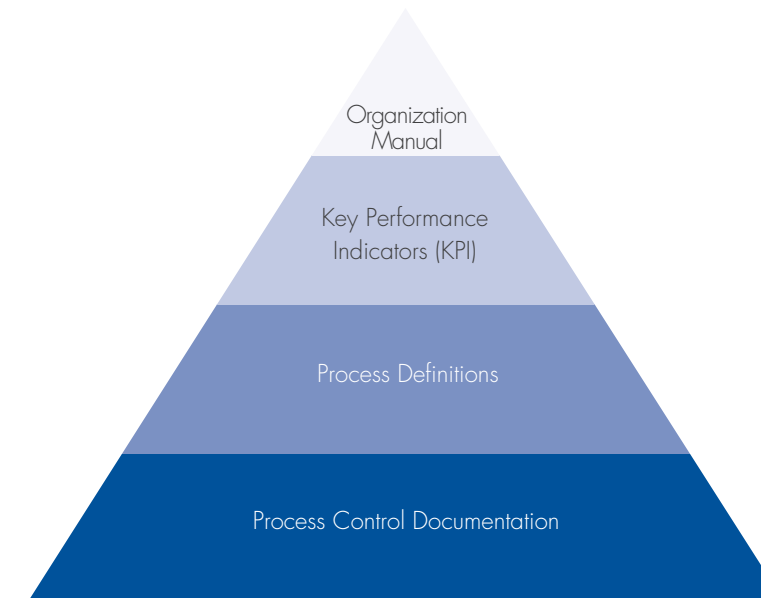 Organization
Manual
Key Performance
Indicators (KPI)
Process Definitions
Process Control Documentation